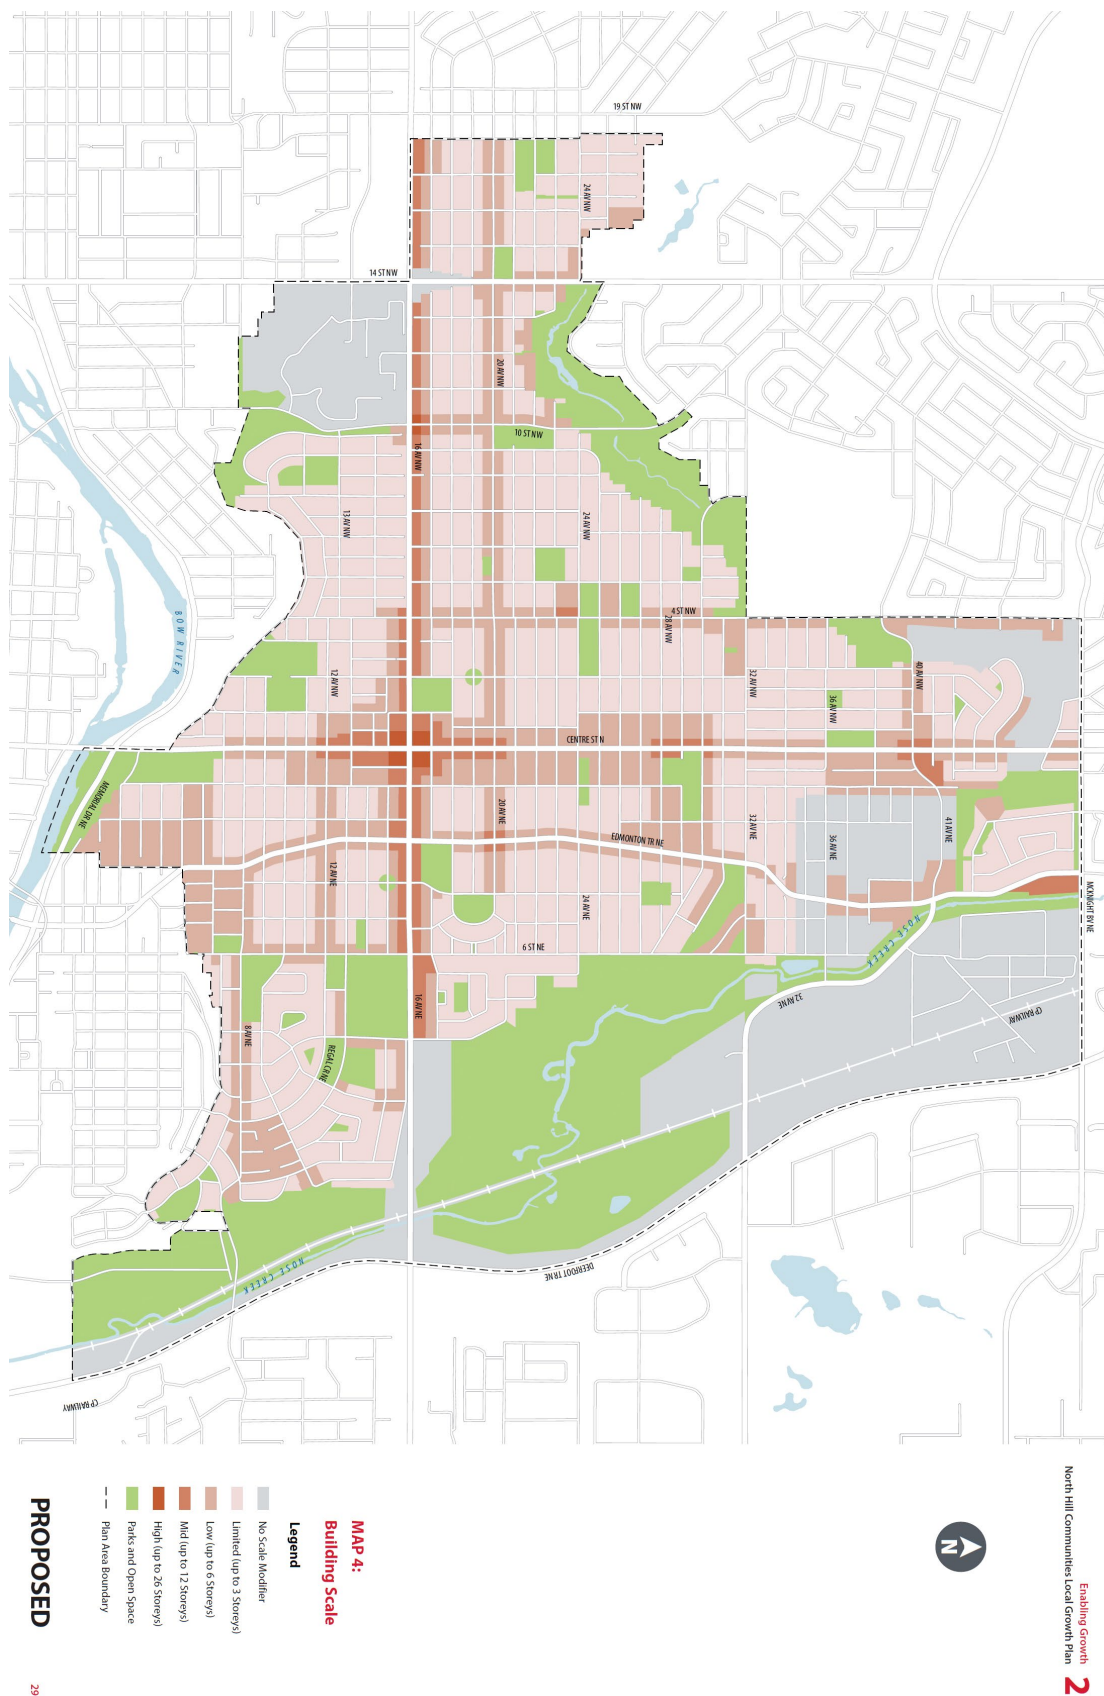 Enabling Growth
North Hill Communities Local Growth Plan
2
19 ST NW
24 AV NW
14 ST NW
20 AV NW
10 ST NW
16 AV NW
13 AV NW
24 AV NW
BOW RIVER
4 ST NW
28 AV NW
12 AV NW
32 AV NW
40 AV NW
36 AV NW
CENTRE ST N
MEMORIAL DR NE
20 AV NE
EDMONTON TR NE
32 AV NE
36 AV NE
41 AV NE
12 AV NE
24 AV NE
MCKNIGHT BV NE
NOSE CREEK
6 ST NE
16 AV NE
32 AV NE
CP RAILWAY
8 AV NE
REGAL CR NE
NOSE CREEK
DEERFOOT TR NE
CP RAILWAY
N
MAP 4:
Building Scale
Legend
No Scale Modifier
Limited (up to 3 Storeys)
Low (up to 6 Storeys)
Mid (up to 12 Storeys)
High (up to 26 Storeys)
Parks and Open Space
Plan Area Boundary
PROPOSED
29